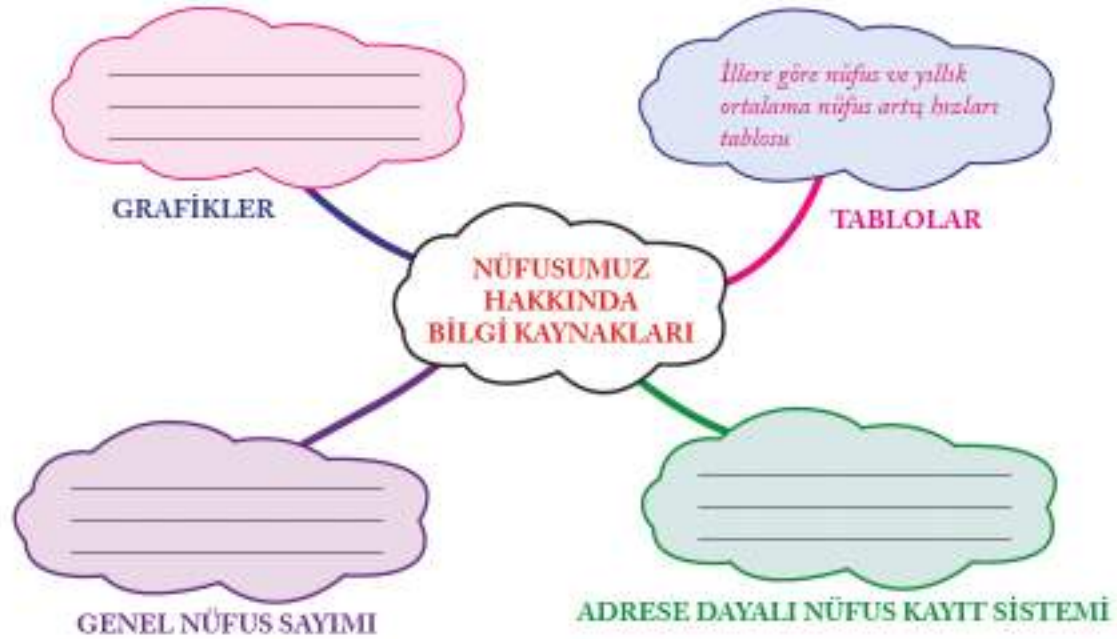 İllere göre nüfus ve yıllık
ortalama nüfus artış hızları
tablosu
GRAFİKLER
TABLOLAR
NÜFUSUMUZ
HAKKINDA
BİLGİ KAYNAKLARI
GENEL NÜFUS SAYIMI
ADRESE DAYALI NÜFUS KAYIT SİSTEMİ